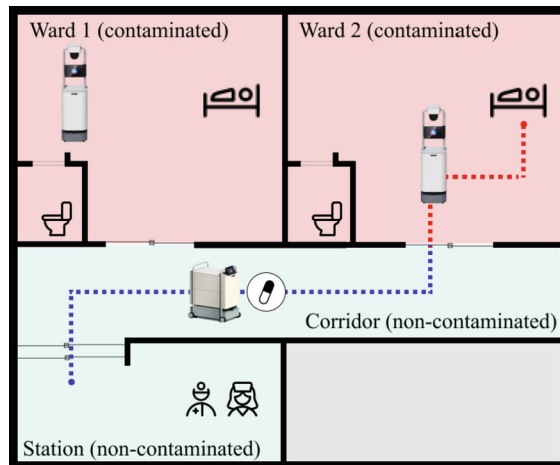 Ward 1 (contaminated)
Ward 2 (contaminated)
Corridor (non-contaminated)
Station (non-contaminated)